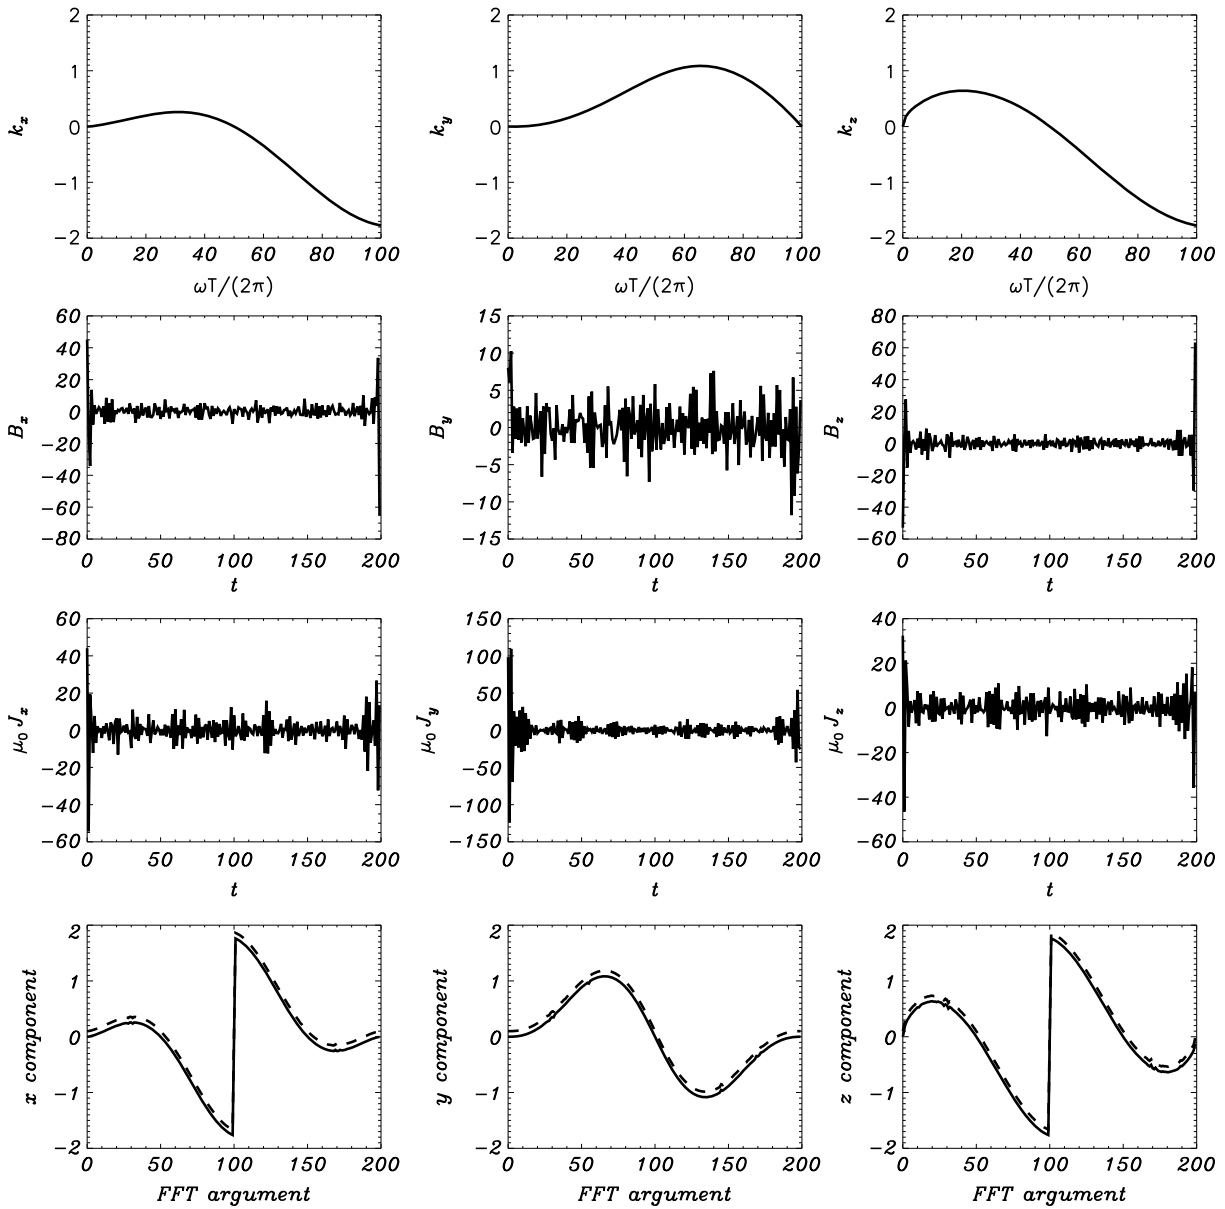 2
1
0
−1
−2
k_x
0 20 40 60 80 100
ωT/(2π)
2
1
0
−1
−2
k_y
0 20 40 60 80 100
ωT/(2π)
2
1
0
−1
−2
k_z
0 20 40 60 80 100
ωT/(2π)
60
40
20
0
−20
−40
−60
−80
B_x
0 50 100 150 200
t
15
10
5
0
−5
−10
−15
B_y
0 50 100 150 200
t
80
60
40
20
0
−20
−40
−60
B_z
0 50 100 150 200
t
60
40
20
0
−20
−40
−60
μ_0 J_x
0 50 100 150 200
t
150
100
50
0
−50
−100
−150
μ_0 J_y
0 50 100 150 200
t
40
20
0
−20
−40
−60
μ_0 J_z
0 50 100 150 200
t
2
1
0
−1
−2
x component
0 50 100 150 200
FFT argument
2
1
0
−1
−2
y component
0 50 100 150 200
FFT argument
2
1
0
−1
−2
z component
0 50 100 150 200
FFT argument